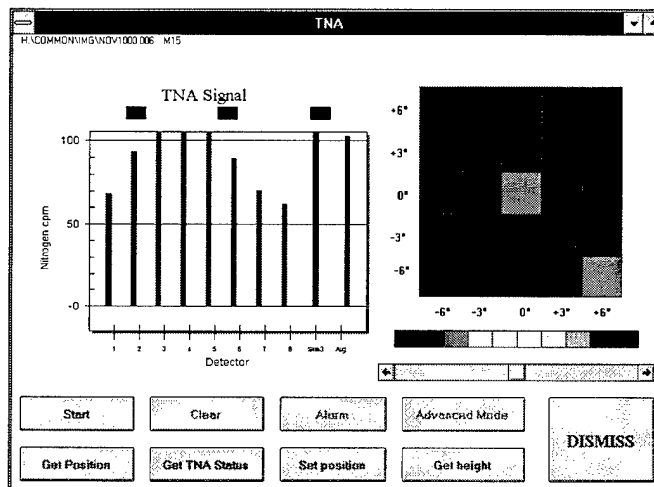 TNA
H:\COMMON\IMG\NOV1000.006 M15
TNA Signal
100
50
-0
Nitrogen cpm
1 2 3 4 5 6 7 8 Avg
Detector
+6"
+3"
0"
-3"
-6"
-6" -3" 0" +3" +6"
Start Clear Alarm Advanced Mode
Get Position Get TNA Status Set position Get height
DISMISS